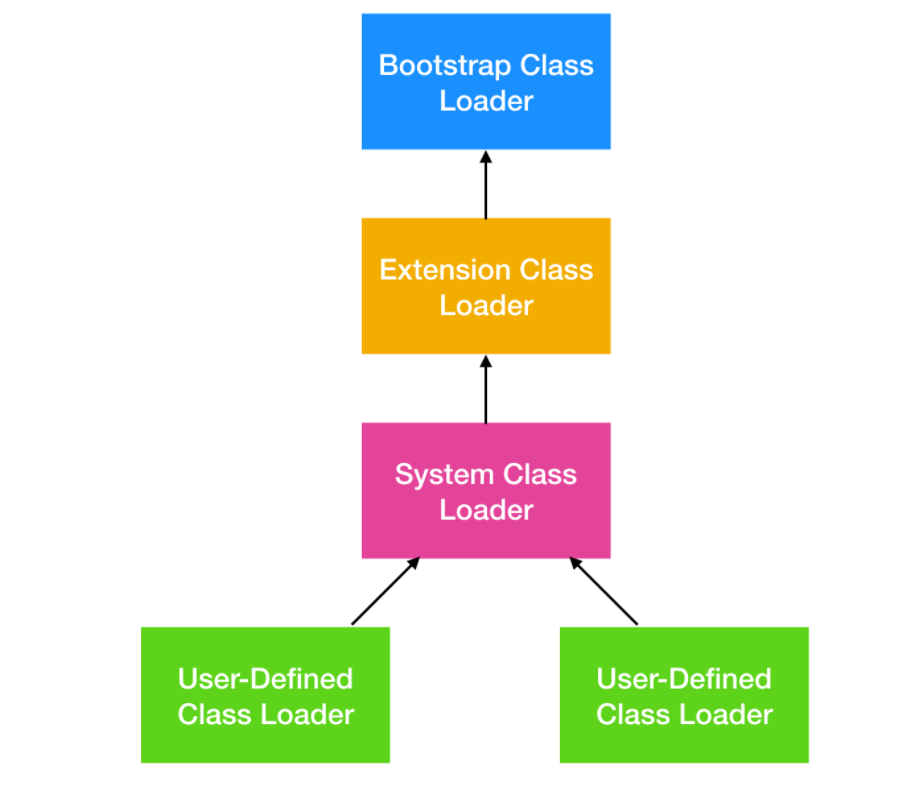 Bootstrap Class
Loader
Extension Class
Loader
System Class
Loader
User-Defined
Class Loader
User-Defined
Class Loader